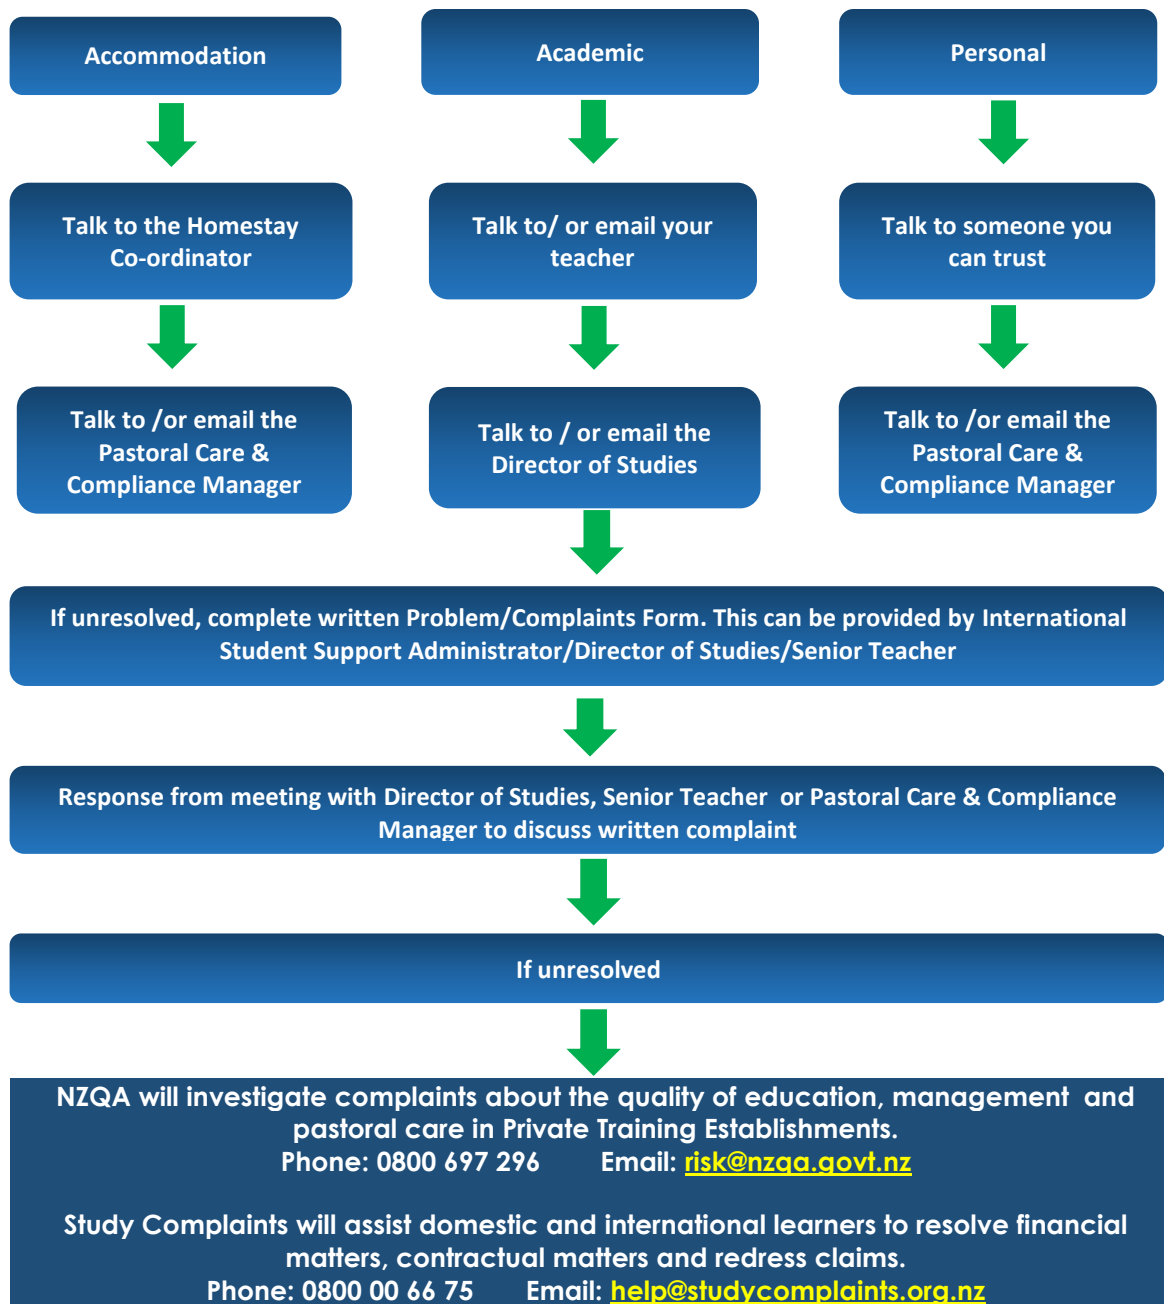 Accommodation
Academic
Personal
Talk to the Homestay
Co-ordinator
Talk to/ or email your
teacher
Talk to someone you
can trust
Talk to /or email the
Pastoral Care &
Compliance Manager
Talk to / or email the
Director of Studies
Talk to /or email the
Pastoral Care &
Compliance Manager
If unresolved, complete written Problem/Complaints Form. This can be provided by International
Student Support Administrator/Director of Studies/Senior Teacher
Response from meeting with Director of Studies, Senior Teacher or Pastoral Care & Compliance
Manager to discuss written complaint
If unresolved
NZQA will investigate complaints about the quality of education, management and
pastoral care in Private Training Establishments.
Phone: 0800 697 296 Email: risk@nzqa.govt.nz
Study Complaints will assist domestic and international learners to resolve financial
matters, contractual matters and redress claims.
Phone: 0800 00 66 75 Email: help@studycomplaints.org.nz